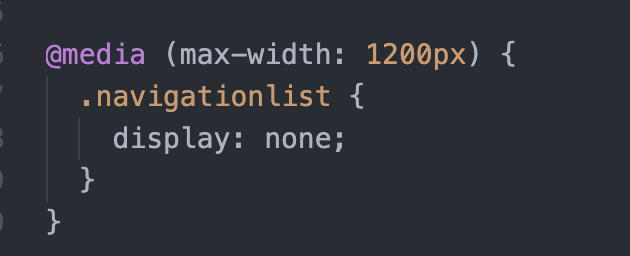 @media (max-width: 1200px) {
.navigationlist {
display: none;
}
}